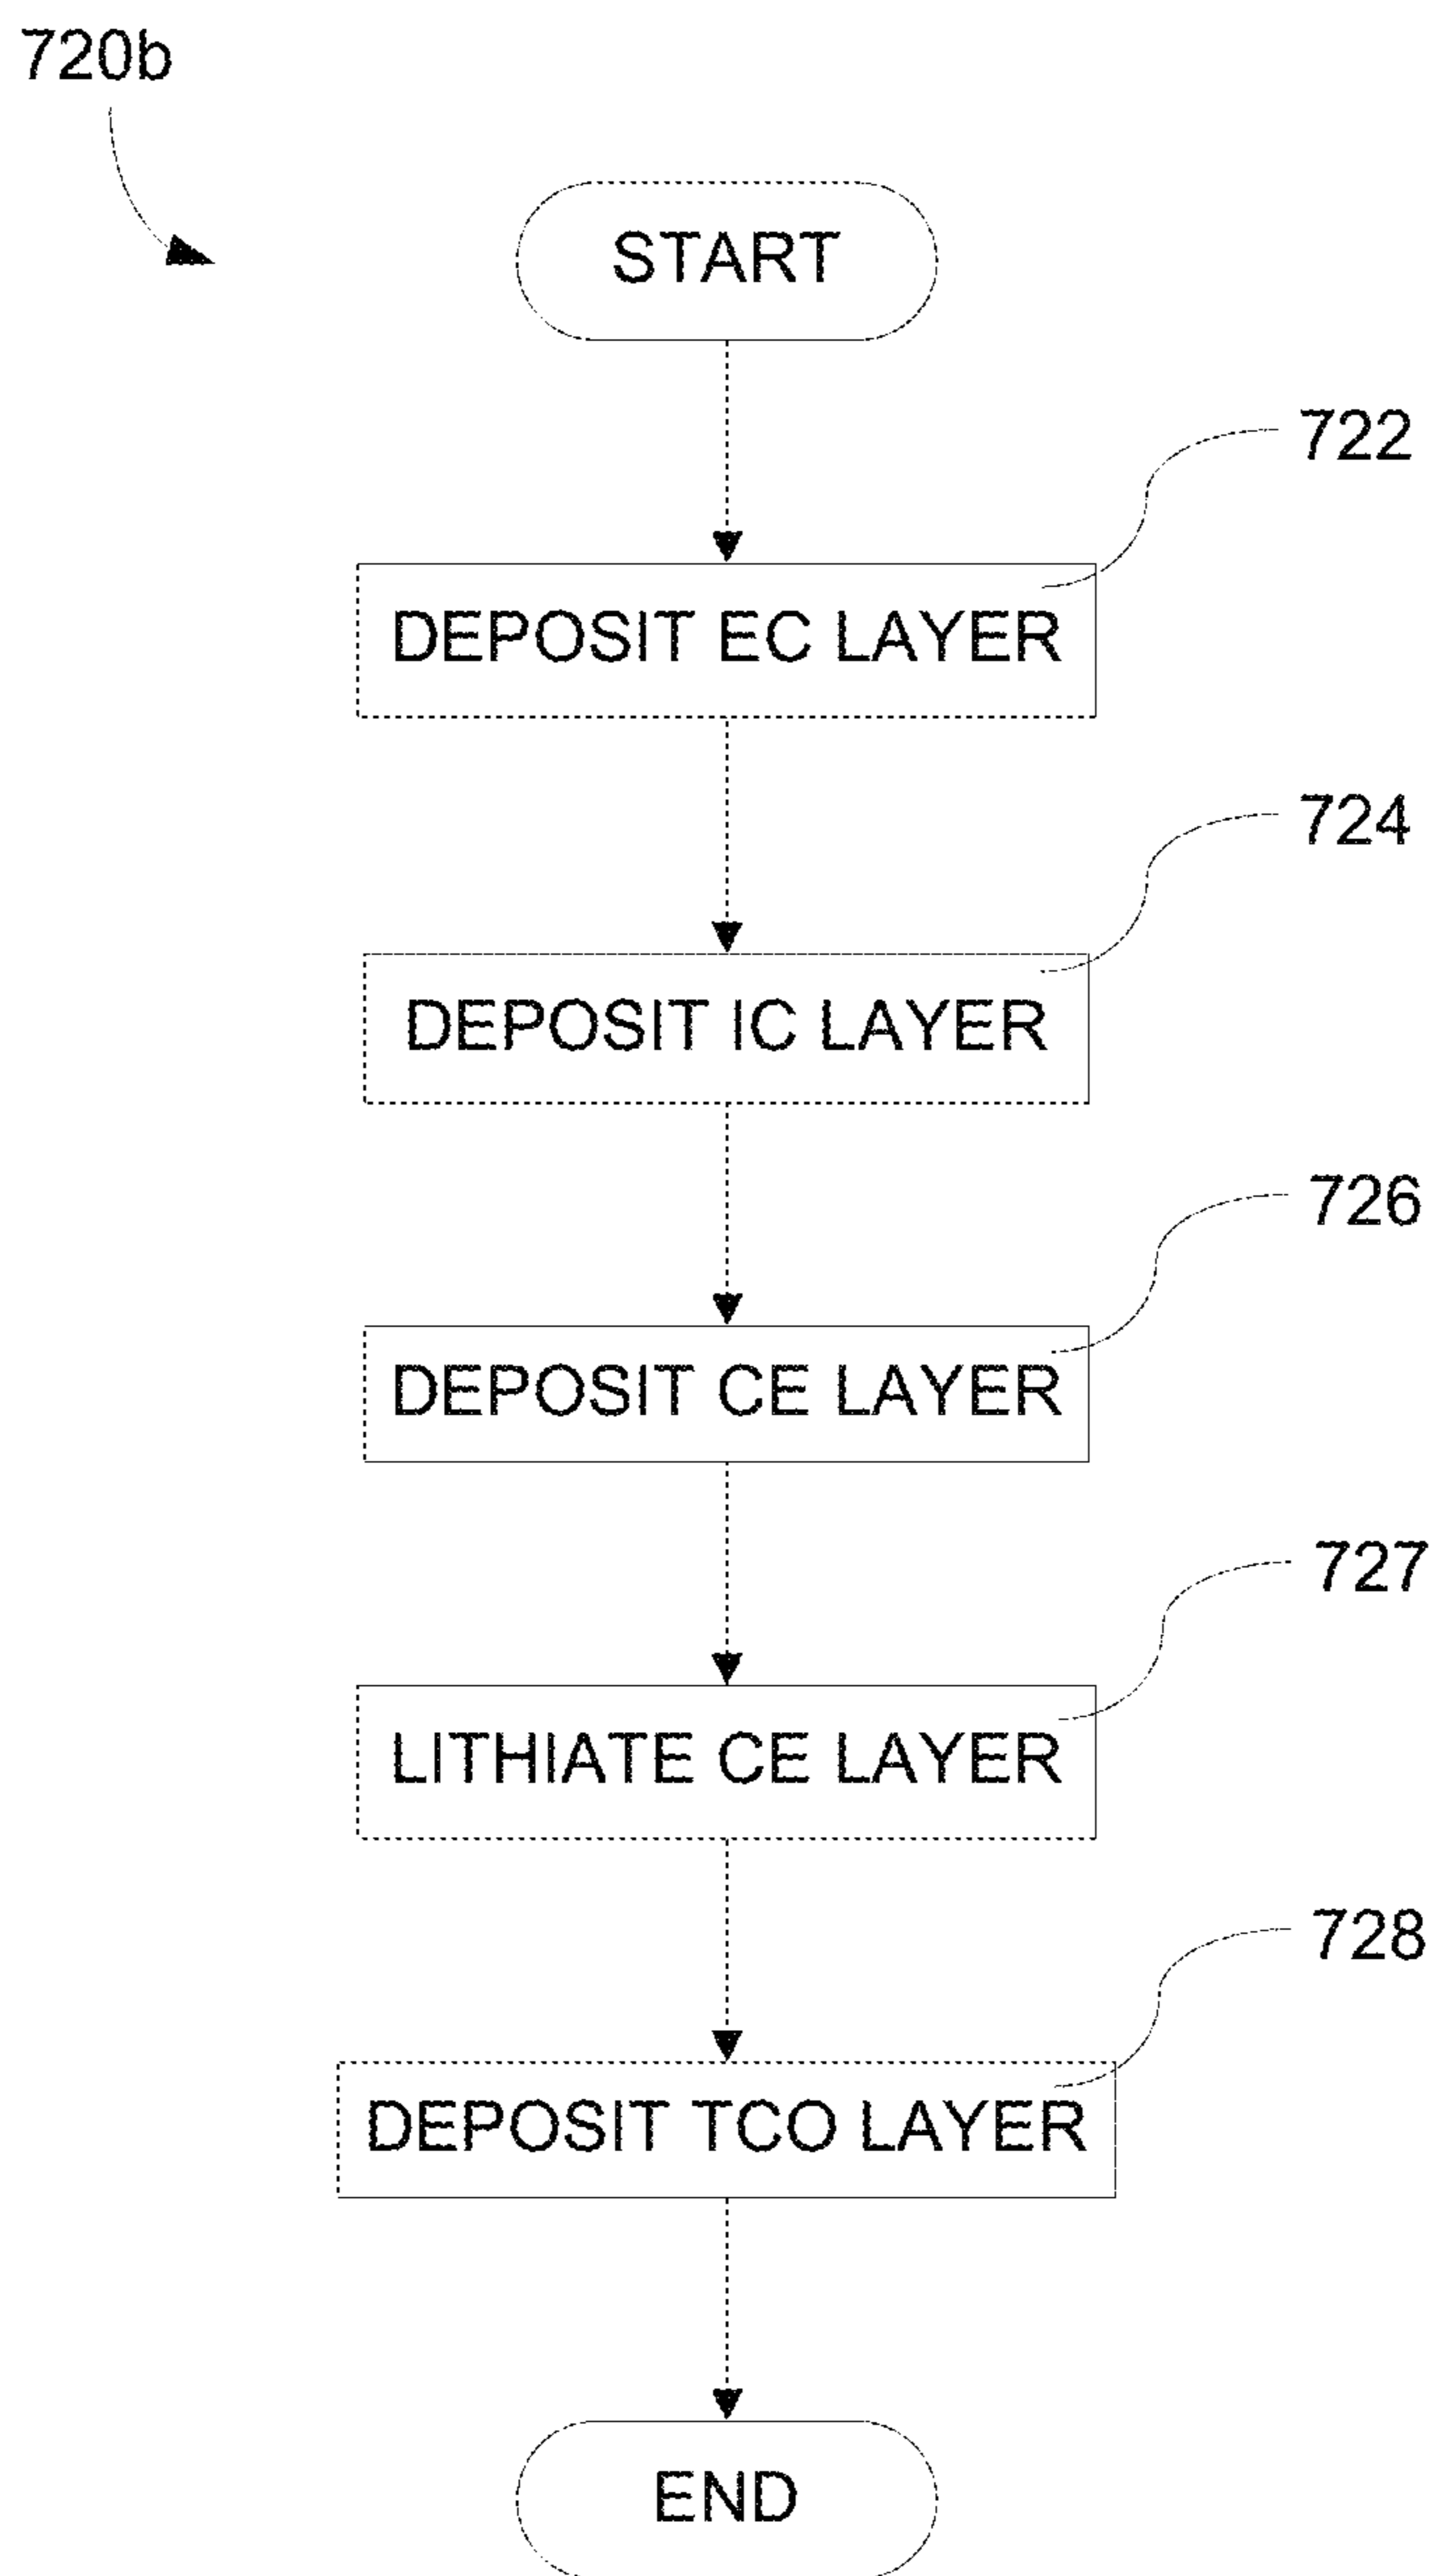 720b
START
722
DEPOSIT EC LAYER
724
DEPOSIT IC LAYER
726
DEPOSIT CE LAYER
727
LITHIATE CE LAYER
728
DEPOSIT TCO LAYER
END